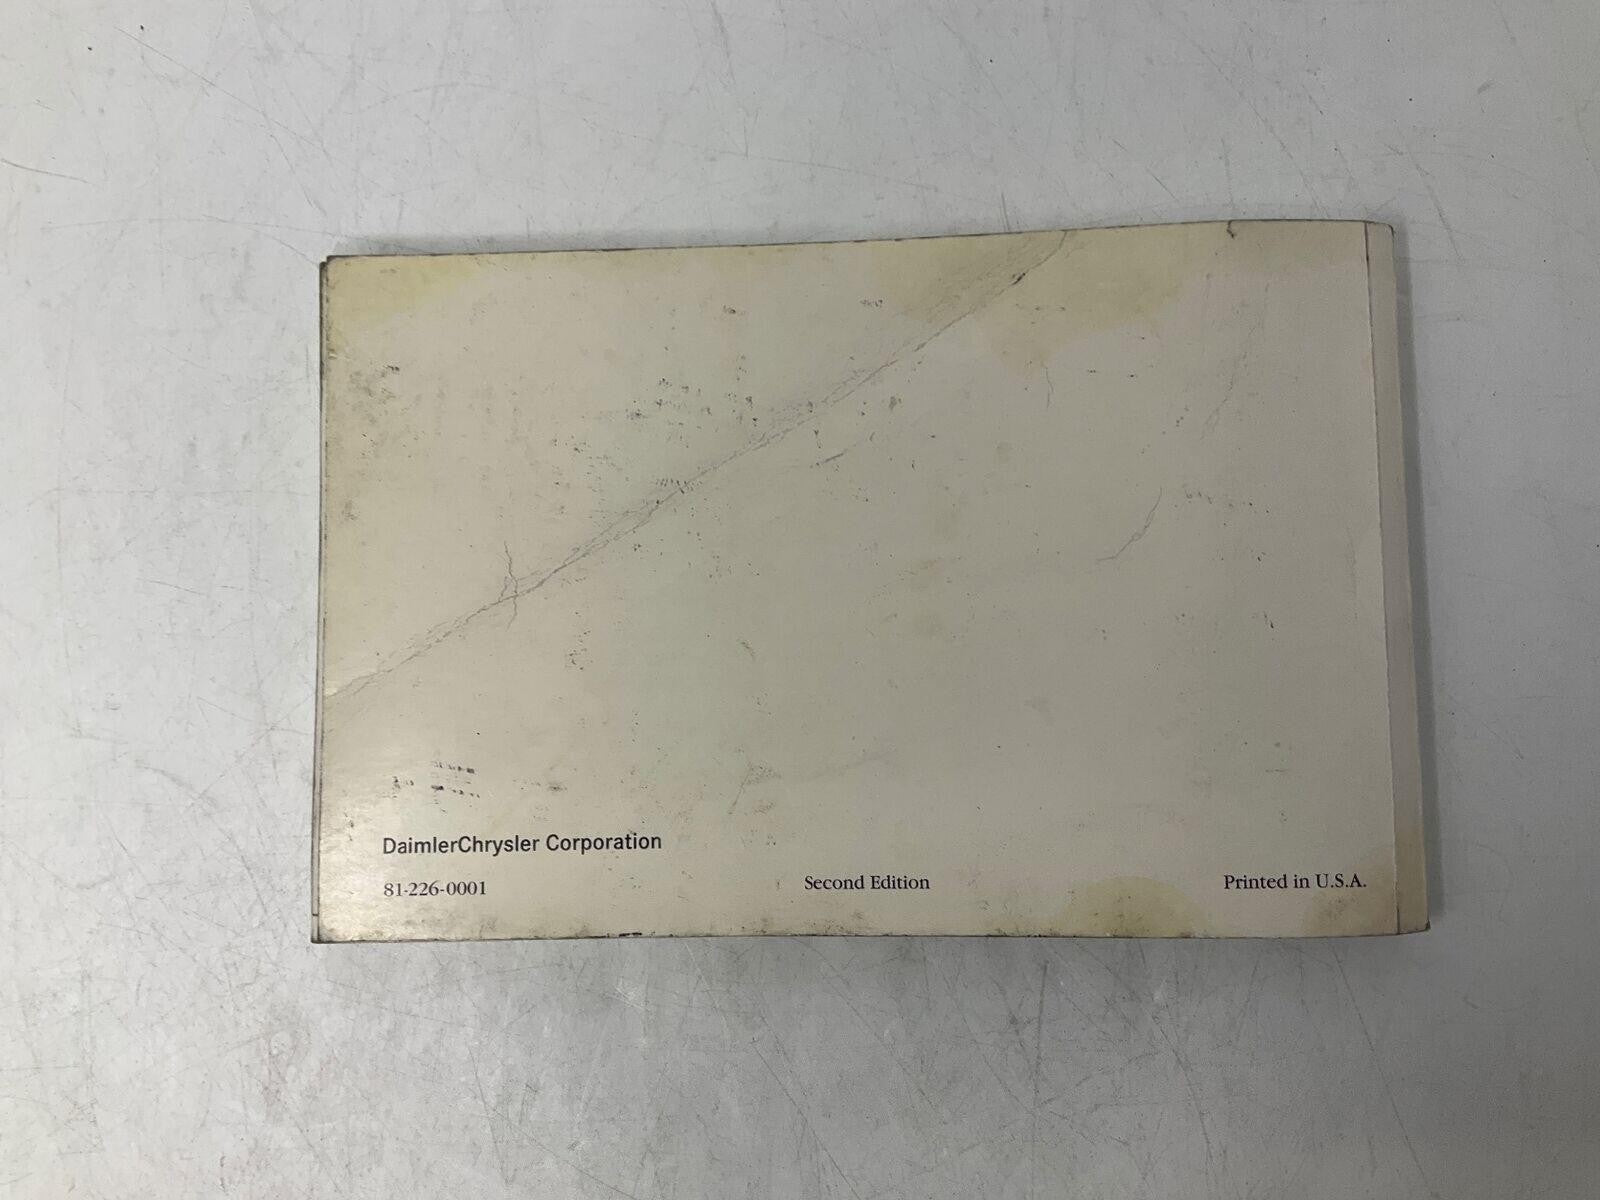 DaimlerChrysler Corporation
81-226-0001 Second Edition Printed in U.S.A.